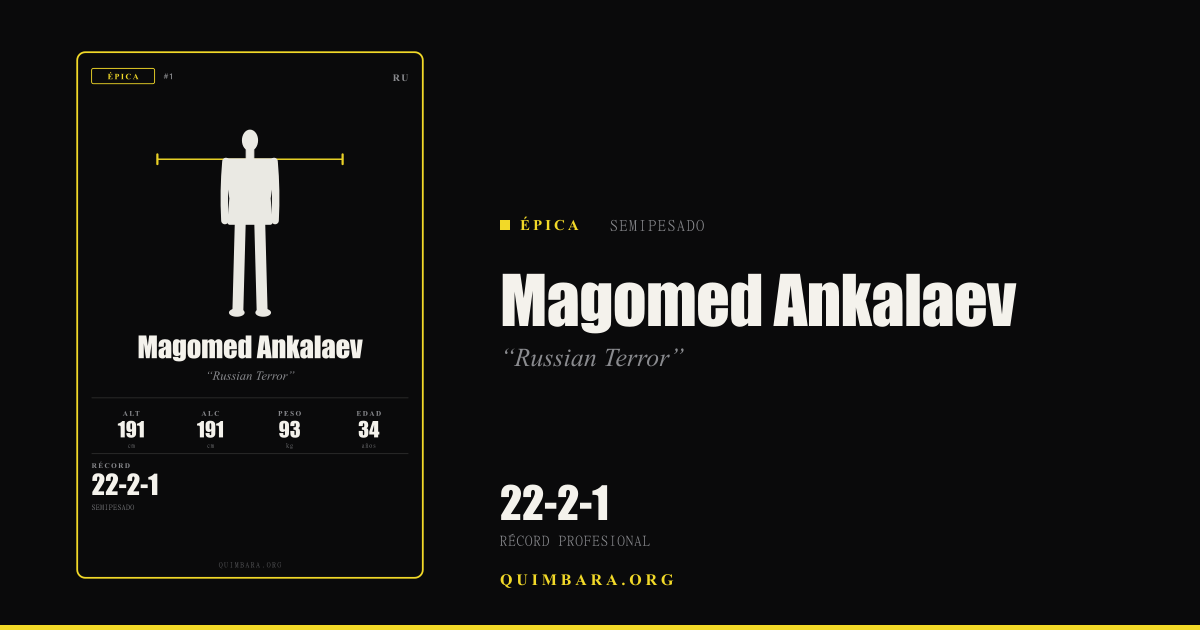 ÉPICA #1 RU
Magomed Ankalaev
“Russian Terror”
ALT ALC PESO EDAD
191 191 93 34
cm cm kg años
RÉCORD
22-2-1
SEMIPESADO
QUIMBARA.ORG
ÉPICA SEMIPESADO
Magomed Ankalaev
“Russian Terror”
22-2-1
RÉCORD PROFESIONAL
QUIMBARA.ORG